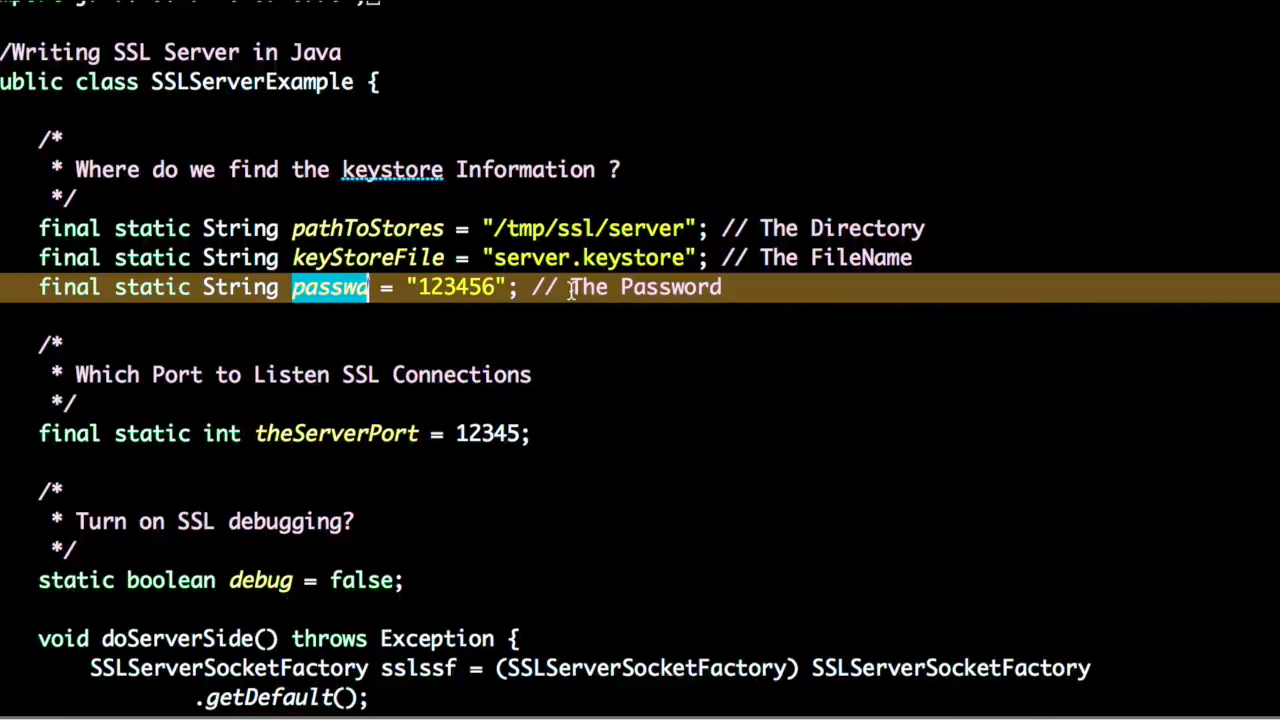 /Writing SSL Server in Java
ublic class SSLServerExample {
/*
* Where do we find the keystore Information ?
*/
final static String pathToStores = "/tmp/ssl/server"; // The Directory
final static String keyStoreFile = "server.keystore"; // The FileName
final static String passwd = "123456"; // The Password
/*
* Which Port to Listen SSL Connections
*/
final static int theServerPort = 12345;
/*
* Turn on SSL debugging?
*/
static boolean debug = false;
void doServerSide() throws Exception {
SSLServerSocketFactory sslssf = (SSLServerSocketFactory) SSLServerSocketFactory
.getDefault();